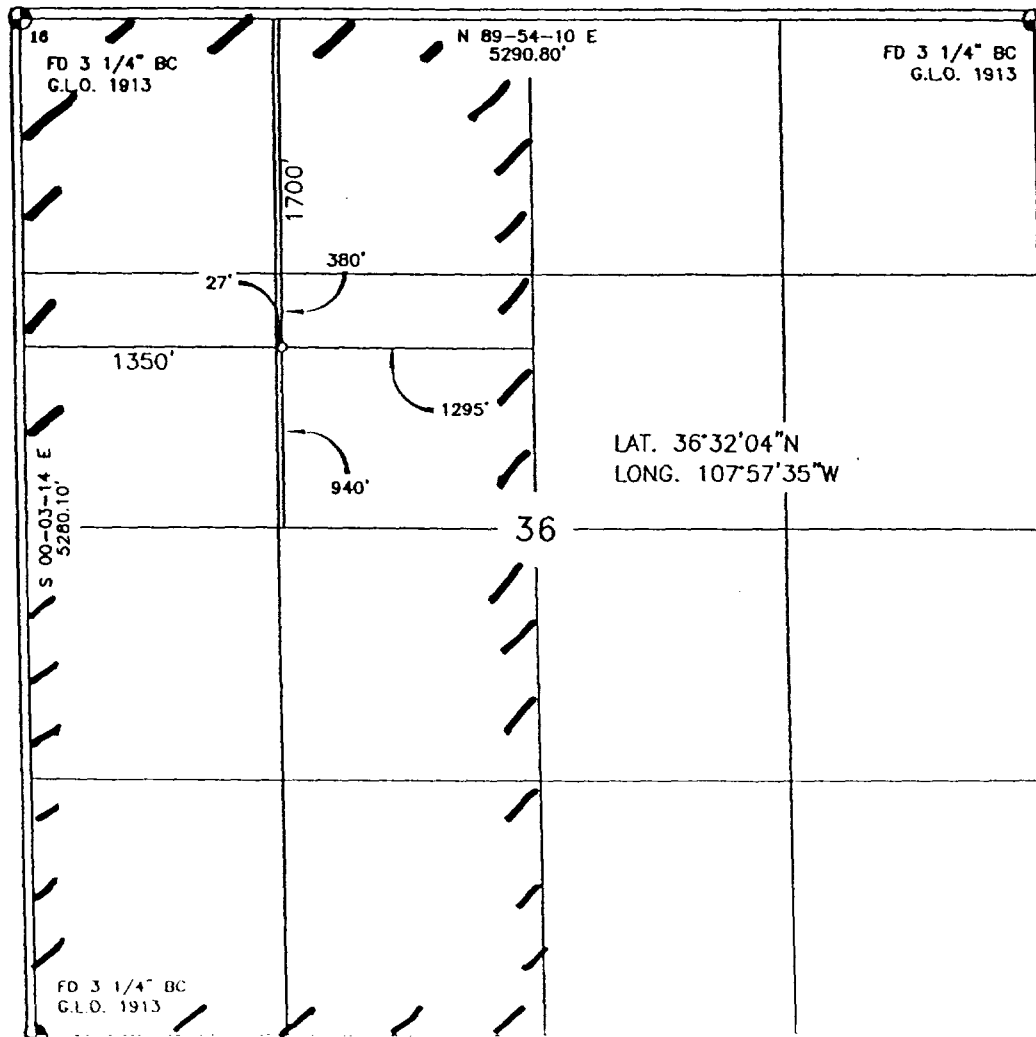 16
FD 3 1/4" BC
G.L.O. 1913
N 89-54-10 E
5290.80'
FD 3 1/4" BC
G.L.O. 1913
1700'
27'
380'
1350'
1295'
940'
S 00-03-14 E
5280.10'
LAT. 36°32'04"N
LONG. 107°57'35"W
36
FD 3 1/4" BC
G.L.O. 1913